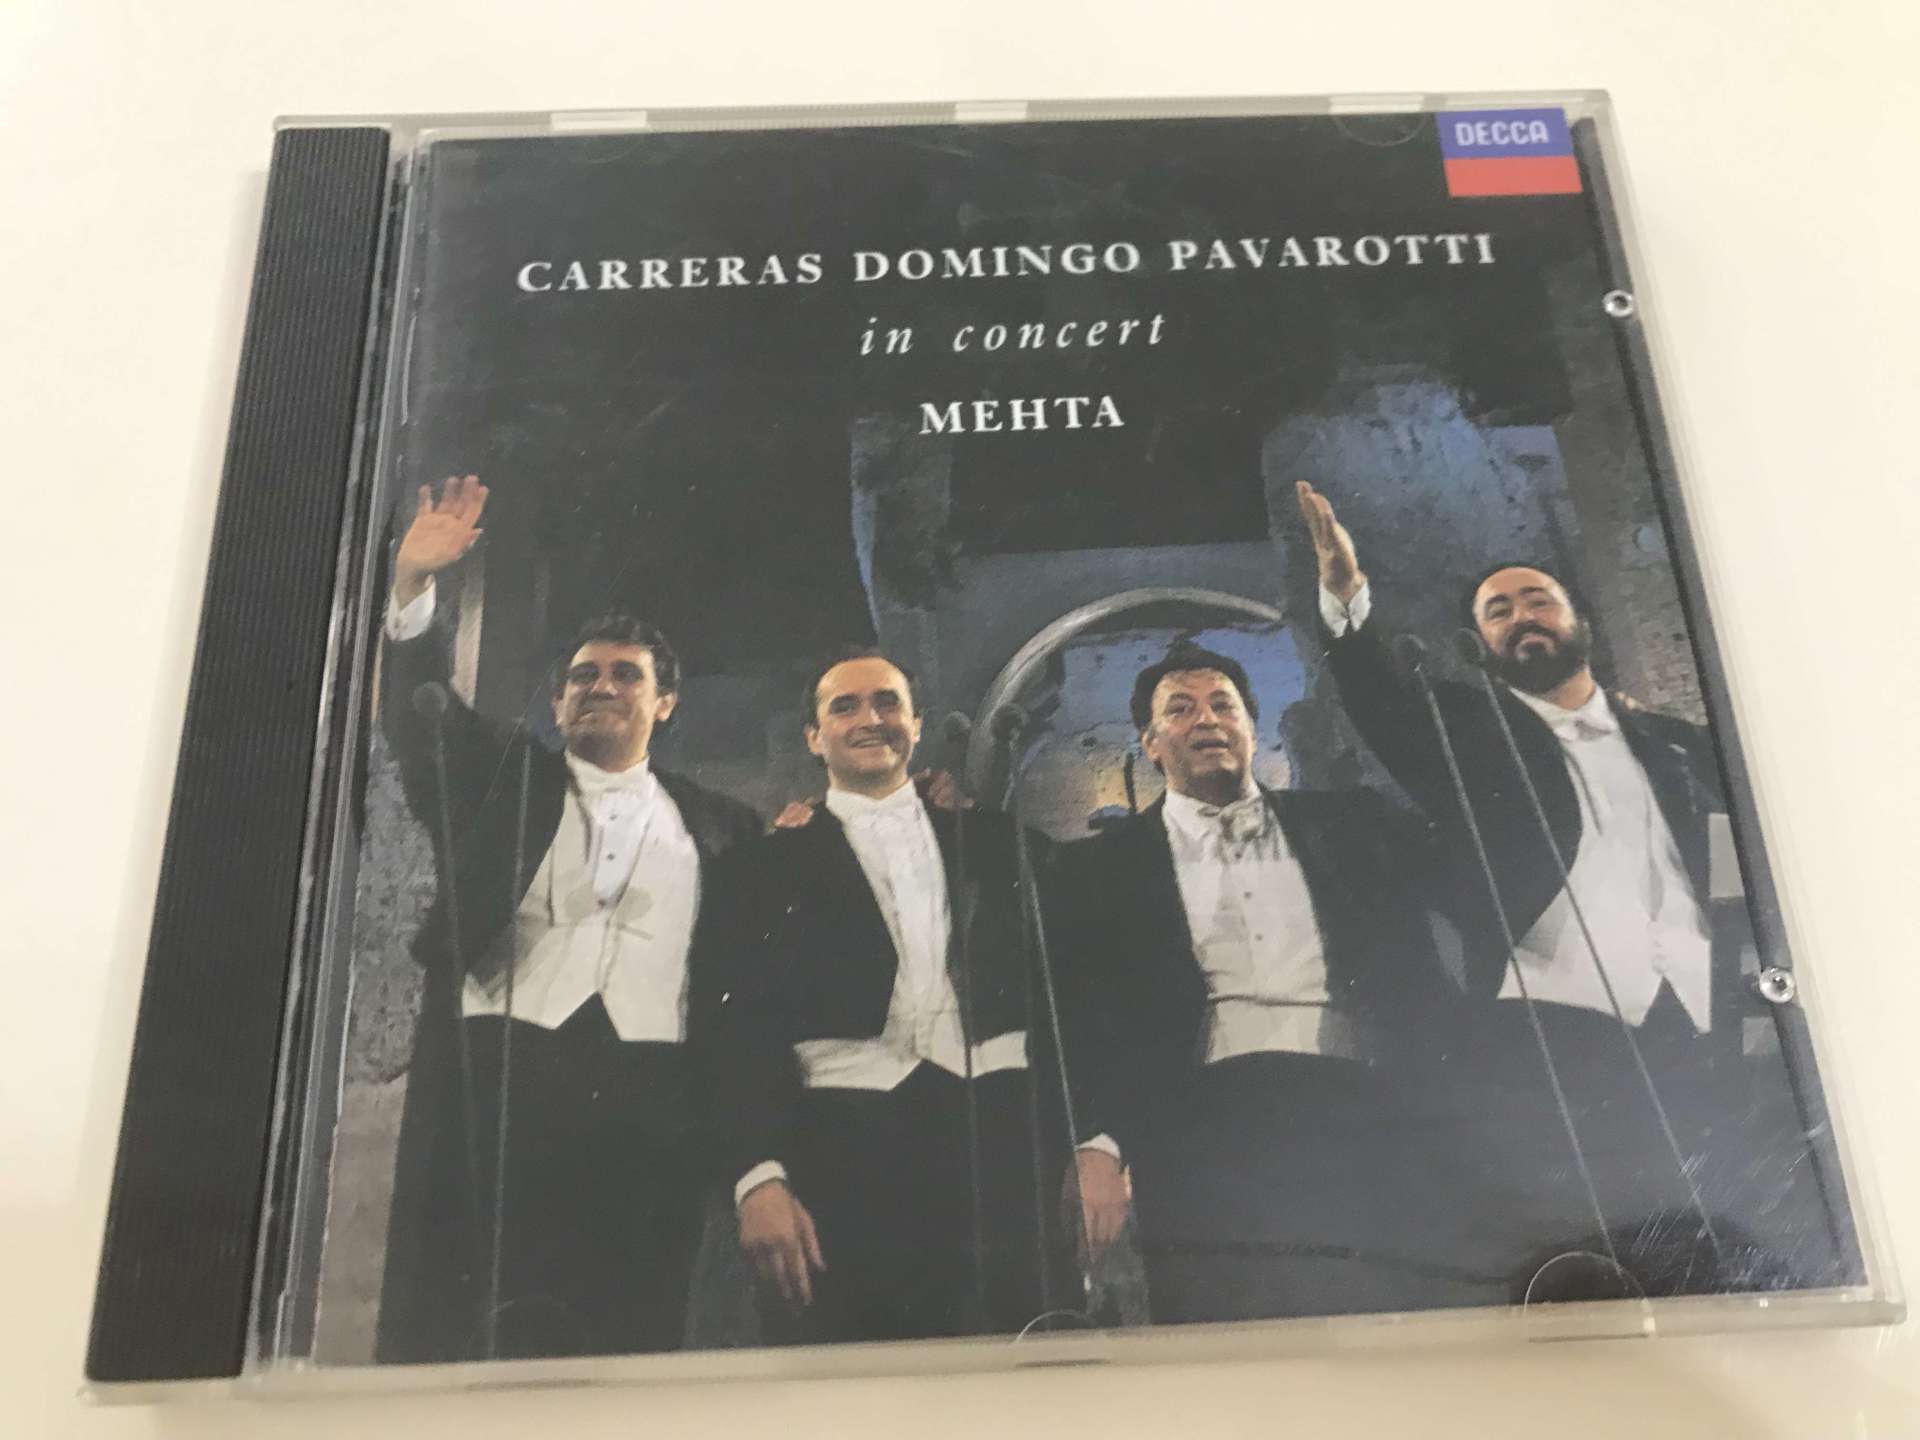 DECCA
CARRERAS DOMINGO PAVAROTTI
in concert
MEHTA